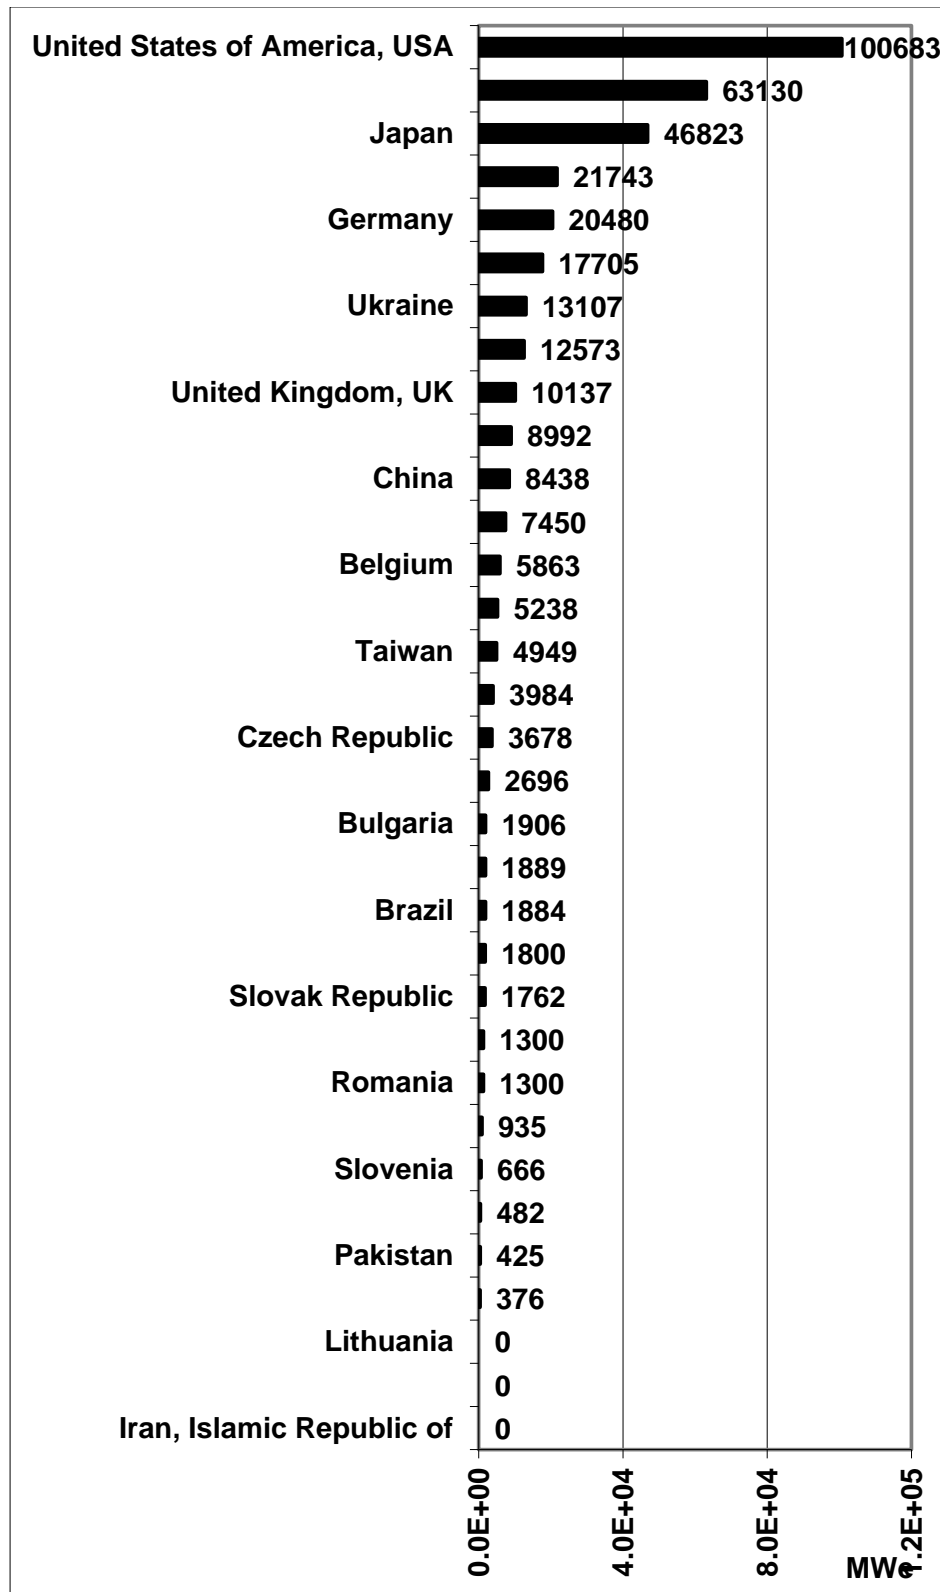 United States of America, USA 100683
63130
Japan 46823
21743
Germany 20480
17705
Ukraine 13107
12573
United Kingdom, UK 10137
8992
China 8438
7450
Belgium 5863
5238
Taiwan 4949
3984
Czech Republic 3678
2696
Bulgaria 1906
1889
Brazil 1884
1800
Slovak Republic 1762
1300
Romania 1300
935
Slovenia 666
482
Pakistan 425
376
Lithuania 0
0
Iran, Islamic Republic of 0
0.0E+00 4.0E+04 8.0E+04 1.2E+05
MWe